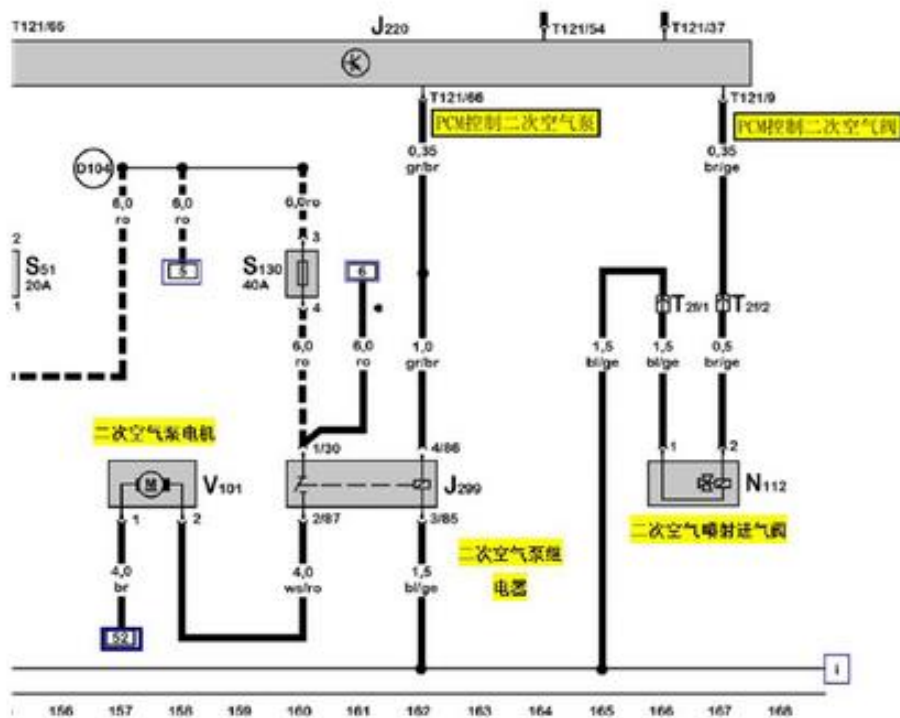 T121/65
J220
T121/54
T121/37
K
T121/66
T121/9
PCM控制二次空气泵
PCM控制二次空气阀
0,35
gr/br
0,35
br/ge
D104
6,0
ro
6,0
ro
6,0ro
2
S51
20A
1
5
S130
40A
3
4
6
T2f/1
T2f/2
6,0
ro
6,0
ro
1,0
gr/br
1,5
bl/ge
1,5
bl/ge
0,5
br/ge
二次空气泵电机
1/30
4/86
1
2
M
V101
J299
N112
1
2
2/87
3/85
二次空气喷射进气阀
二次空气泵继
电器
4,0
br
4,0
ws/ro
1,5
bl/ge
52
i
156
157
158
159
160
161
162
163
164
165
166
167
168